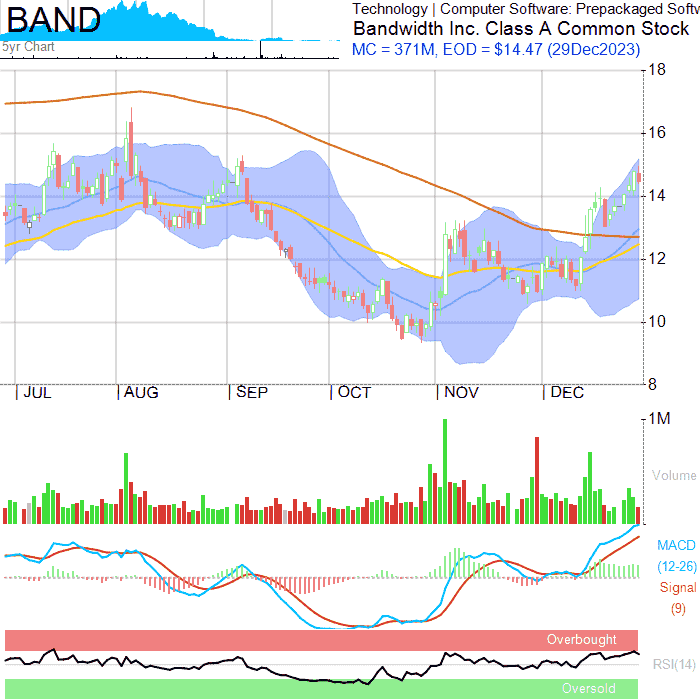 BAND
5yr Chart
Technology | Computer Software: Prepackaged Softw
Bandwidth Inc. Class A Common Stock
MC = 371M, EOD = $14.47 (29Dec2023)
18
16
14
12
10
8
JUL AUG SEP OCT NOV DEC
1M
Volume
MACD
(12-26)
Signal
(9)
Overbought
RSI(14)
Oversold